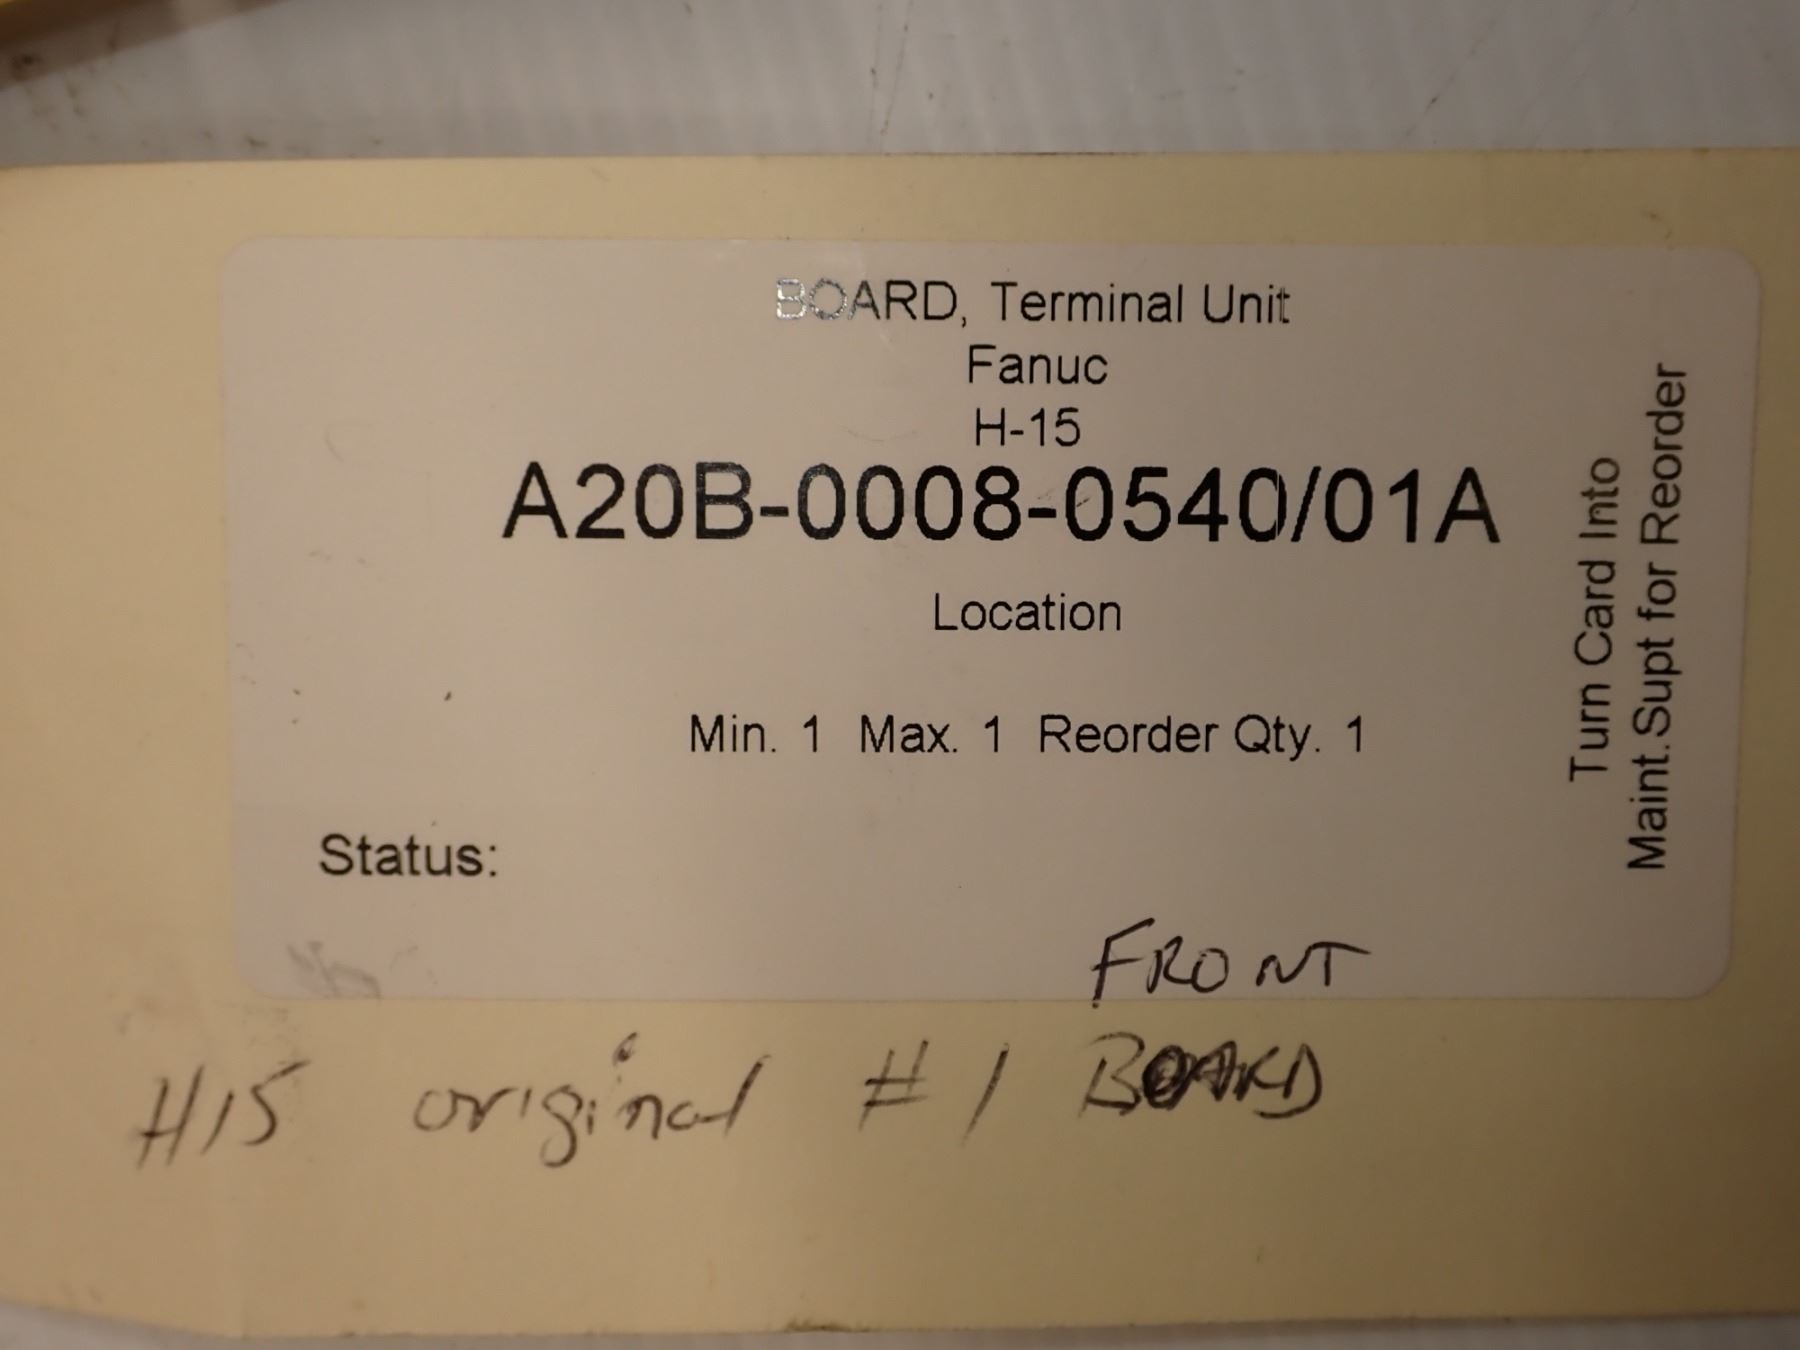 BOARD, Terminal Unit
Fanuc
H-15
A20B-0008-0540/01A
Location
Min. 1 Max. 1 Reorder Qty. 1
Status:
Turn Card Into
Maint.Supt for Reorder
FRONT
H15 original #1 BOARD